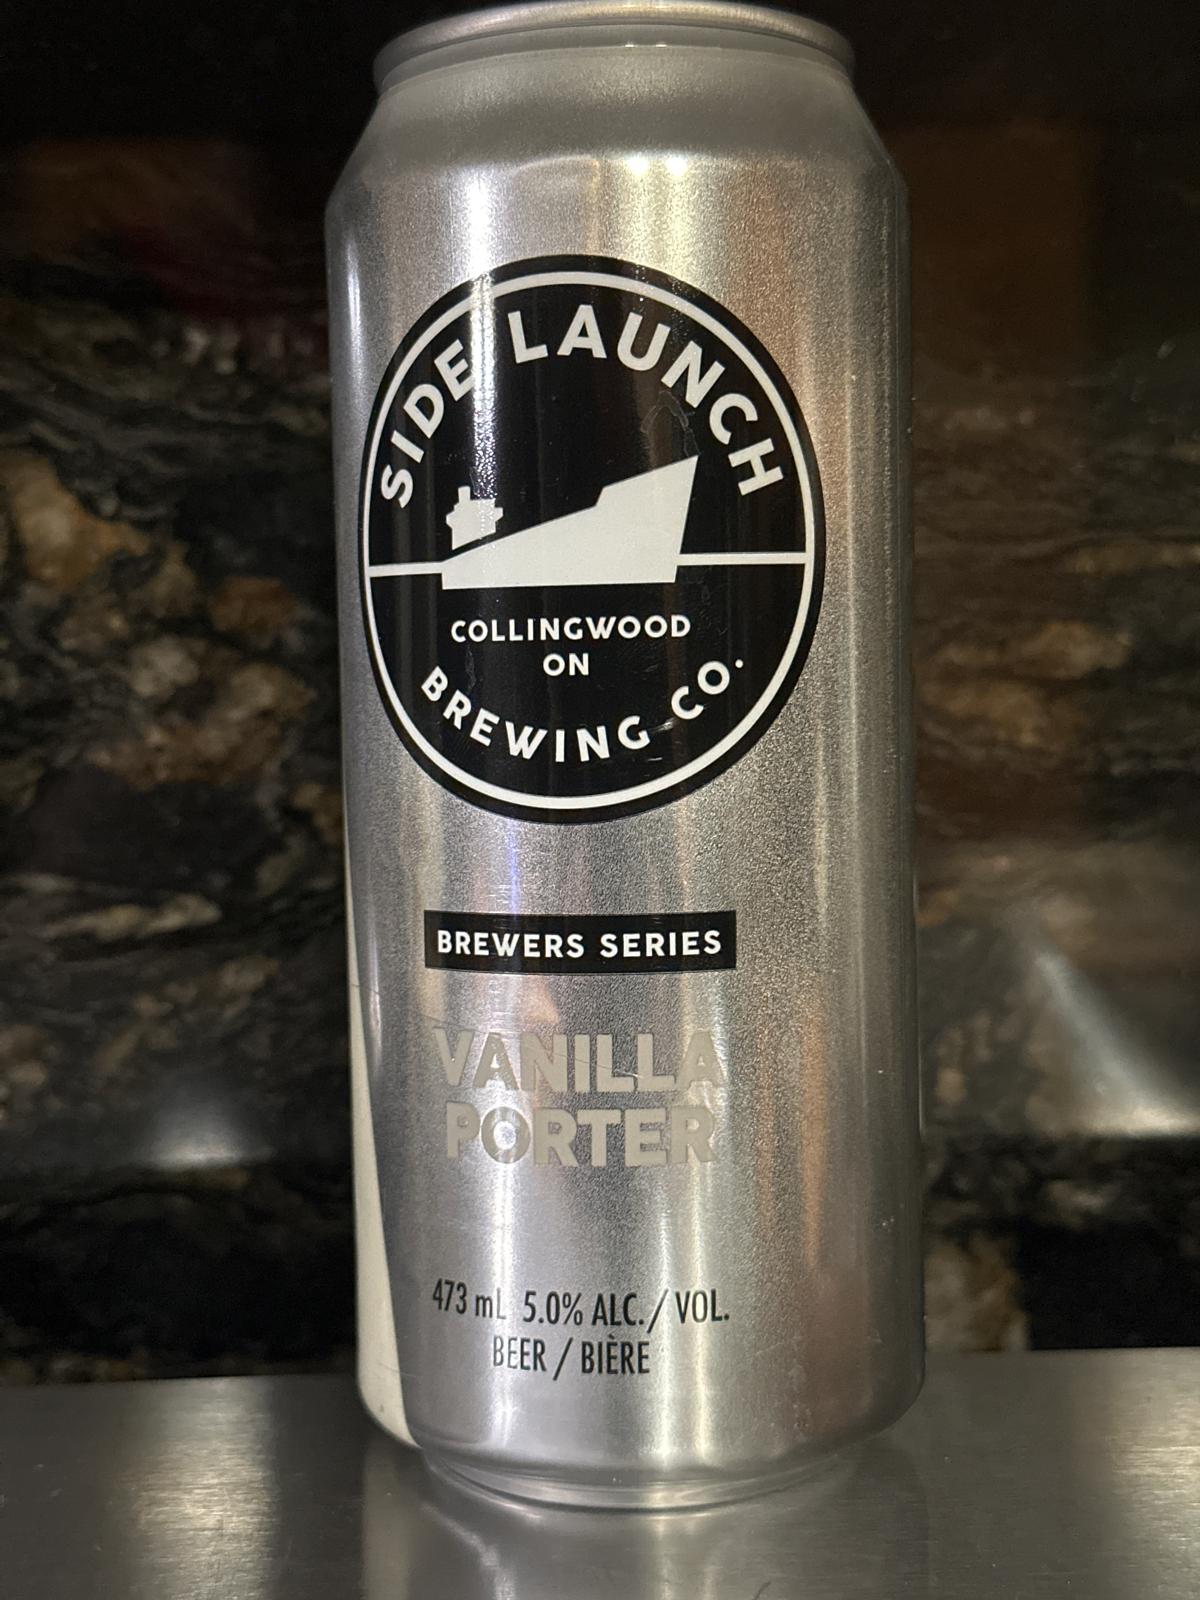 SIDE LAUNCH
COLLINGWOOD
ON
BREWING CO.
BREWERS SERIES
VANILLA
PORTER
473 mL 5.0% ALC./ VOL.
BEER / BIÈRE